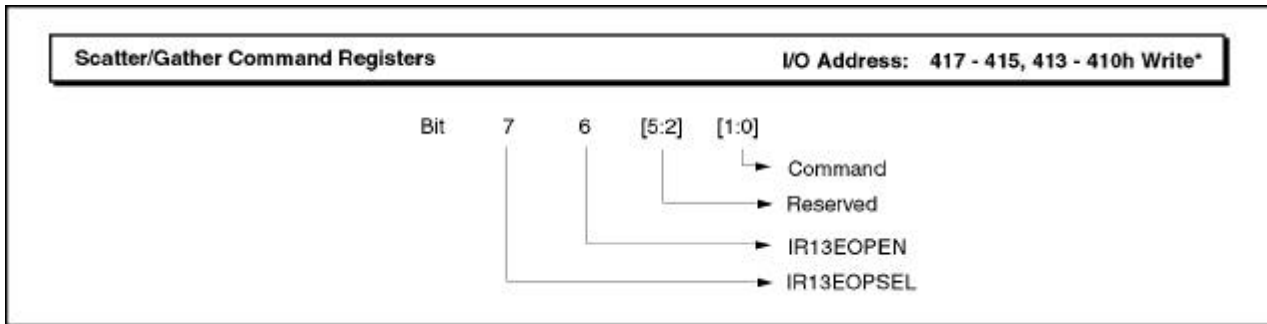 Scatter/Gather Command Registers I/O Address: 417 - 415, 413 - 410h Write*
Bit 7 6 [5:2] [1:0]
Command
Reserved
IR13EOPEN
IR13EOPSEL